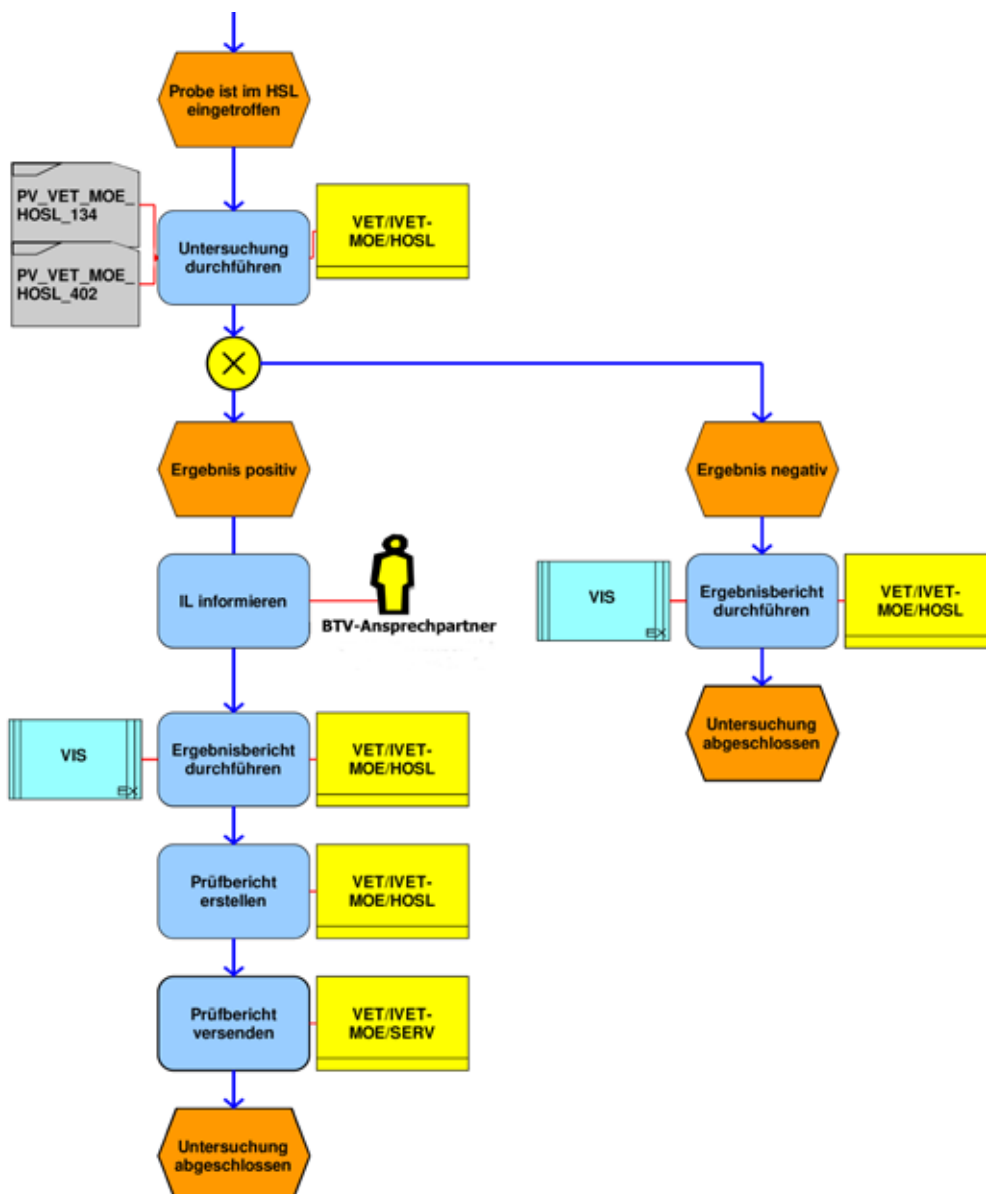 Probe ist im HSL
eingetroffen
PV_VET_MOE_
HOSL_134
PV_VET_MOE_
HOSL_402
Untersuchung
durchführen
VET/IVET-
MOE/HOSL
Ergebnis positiv
Ergebnis negativ
IL informieren
BTV-Ansprechpartner
VIS
EX
Ergebnisbericht
durchführen
VET/IVET-
MOE/HOSL
Untersuchung
abgeschlossen
VIS
EX
Ergebnisbericht
durchführen
VET/IVET-
MOE/HOSL
Prüfbericht
erstellen
VET/IVET-
MOE/HOSL
Prüfbericht
versenden
VET/IVET-
MOE/SERV
Untersuchung
abgeschlossen